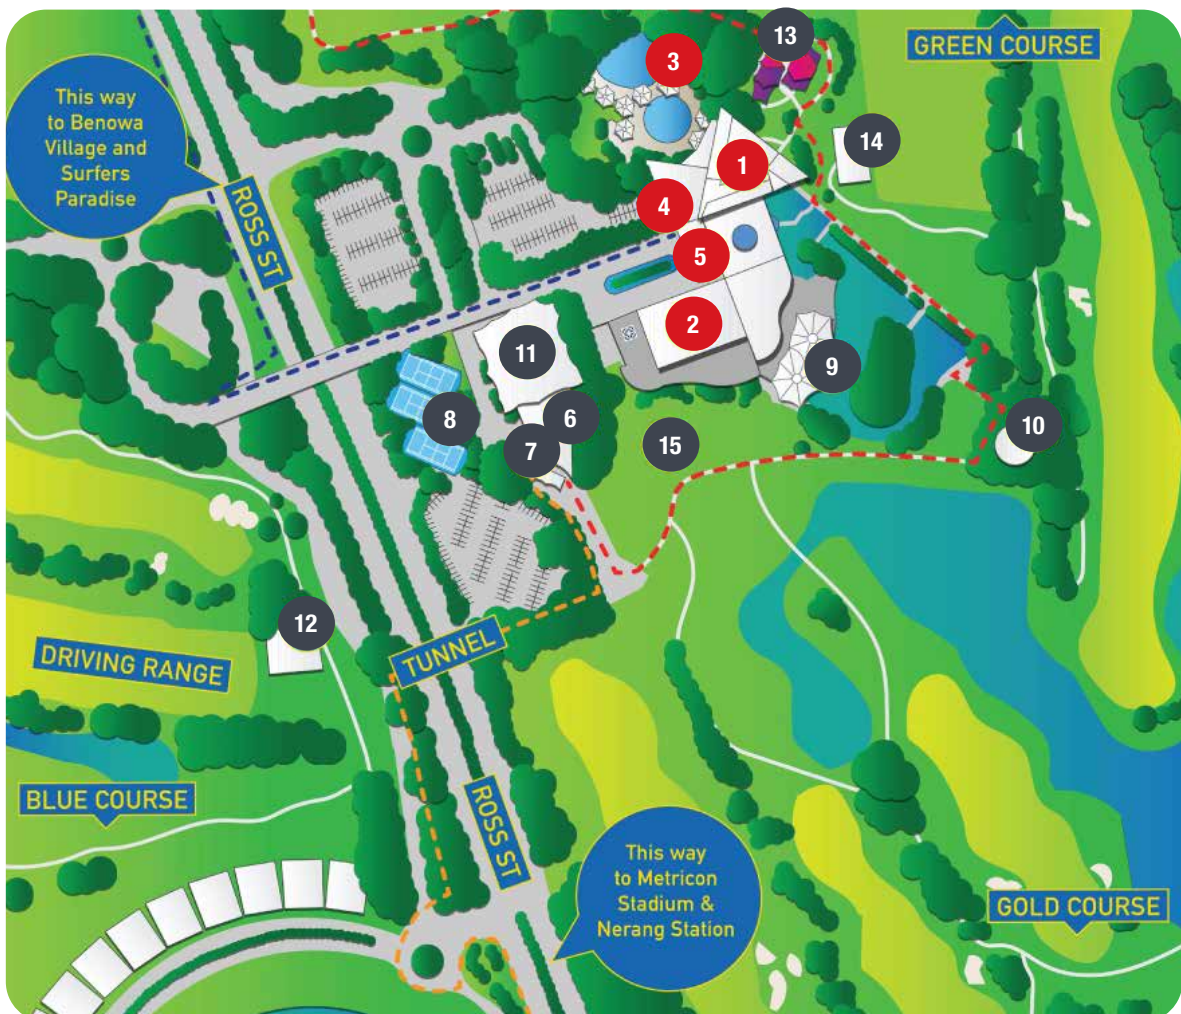 GREEN COURSE
13
3
This way
to Benowa
Village and
Surfers
Paradise
14
1
4
ROSS ST
5
2
11
9
8
6
7
15
10
12
TUNNEL
DRIVING RANGE
BLUE COURSE
ROSS ST
This way
to Metricon
Stadium &
Nerang Station
GOLD COURSE